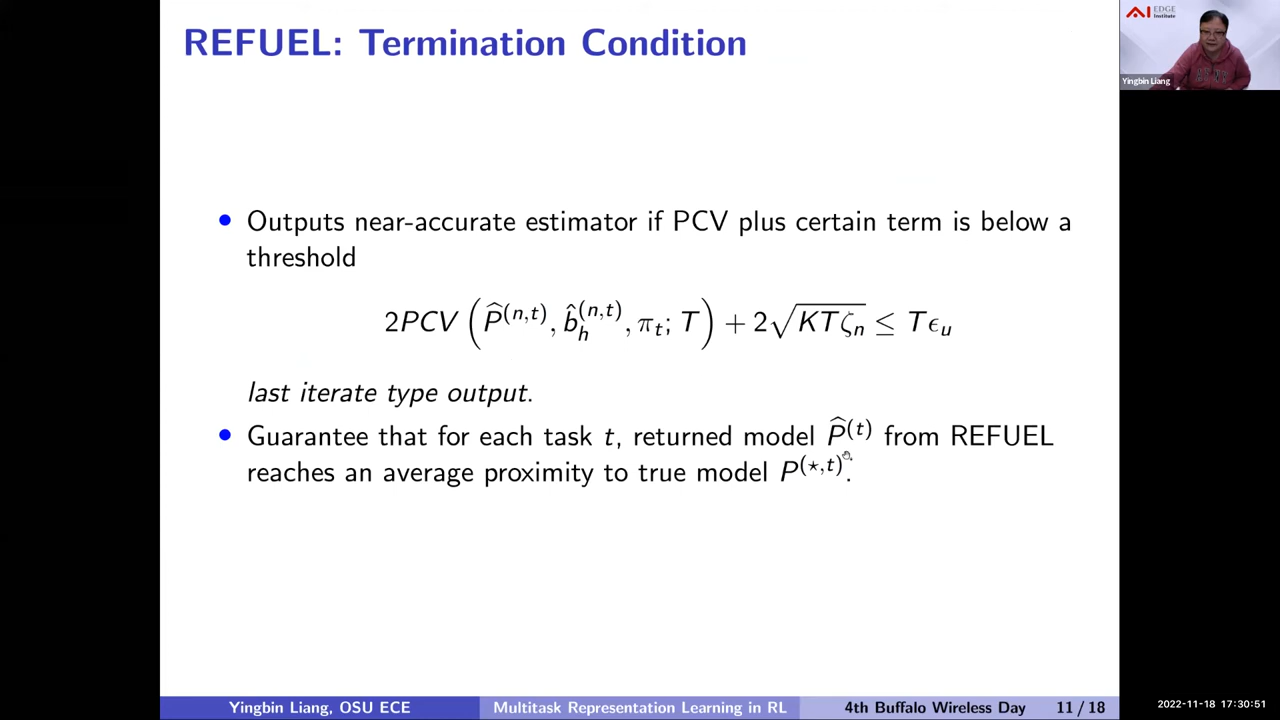 REFUEL: Termination Condition
AI EDGE
Institute
Yingbin Liang
• Outputs near-accurate estimator if PCV plus certain term is below a
threshold
2PCV (P̂^(n,t), b̂_h^(n,t), π_t; T) + 2√(KTζ_n) ≤ Tϵ_u
last iterate type output.
• Guarantee that for each task t, returned model P̂^(t) from REFUEL
reaches an average proximity to true model P^(⋆,t).
Yingbin Liang, OSU ECE
Multitask Representation Learning in RL
4th Buffalo Wireless Day
11 / 18
2022-11-18 17:30:51